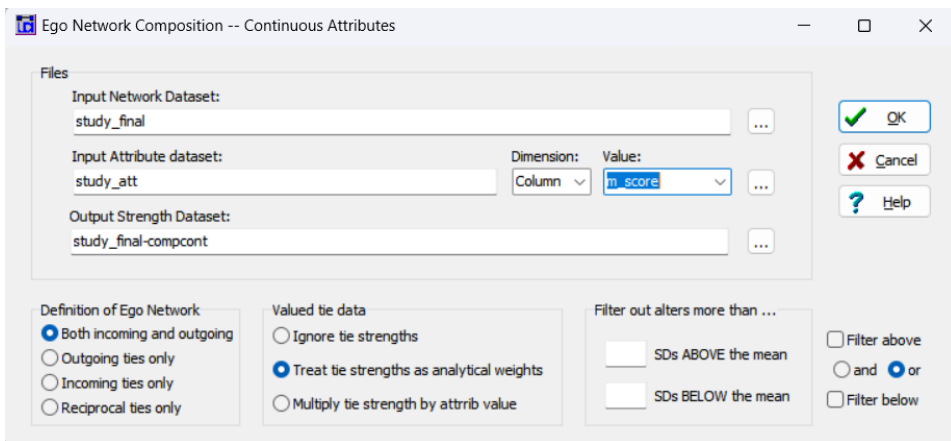 Ego Network Composition -- Continuous Attributes
Files
Input Network Dataset:
study_final
...
OK
Input Attribute dataset:
Dimension:
Value:
study_att
Column
m_score
...
Cancel
Output Strength Dataset:
Help
study_final-compcont
...
Definition of Ego Network
Both incoming and outgoing
Outgoing ties only
Incoming ties only
Reciprocal ties only
Valued tie data
Ignore tie strengths
Treat tie strengths as analytical weights
Multiply tie strength by attrrib value
Filter out alters more than ...
SDs ABOVE the mean
SDs BELOW the mean
Filter above
and or
Filter below